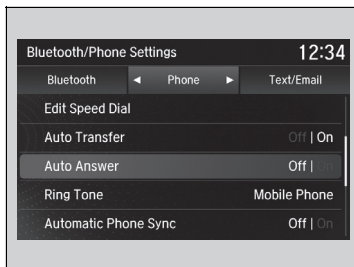 Bluetooth/Phone Settings 12:34
Bluetooth ◄ Phone ► Text/Email
Edit Speed Dial
Auto Transfer Off | On
Auto Answer Off | On
Ring Tone Mobile Phone
Automatic Phone Sync Off | On